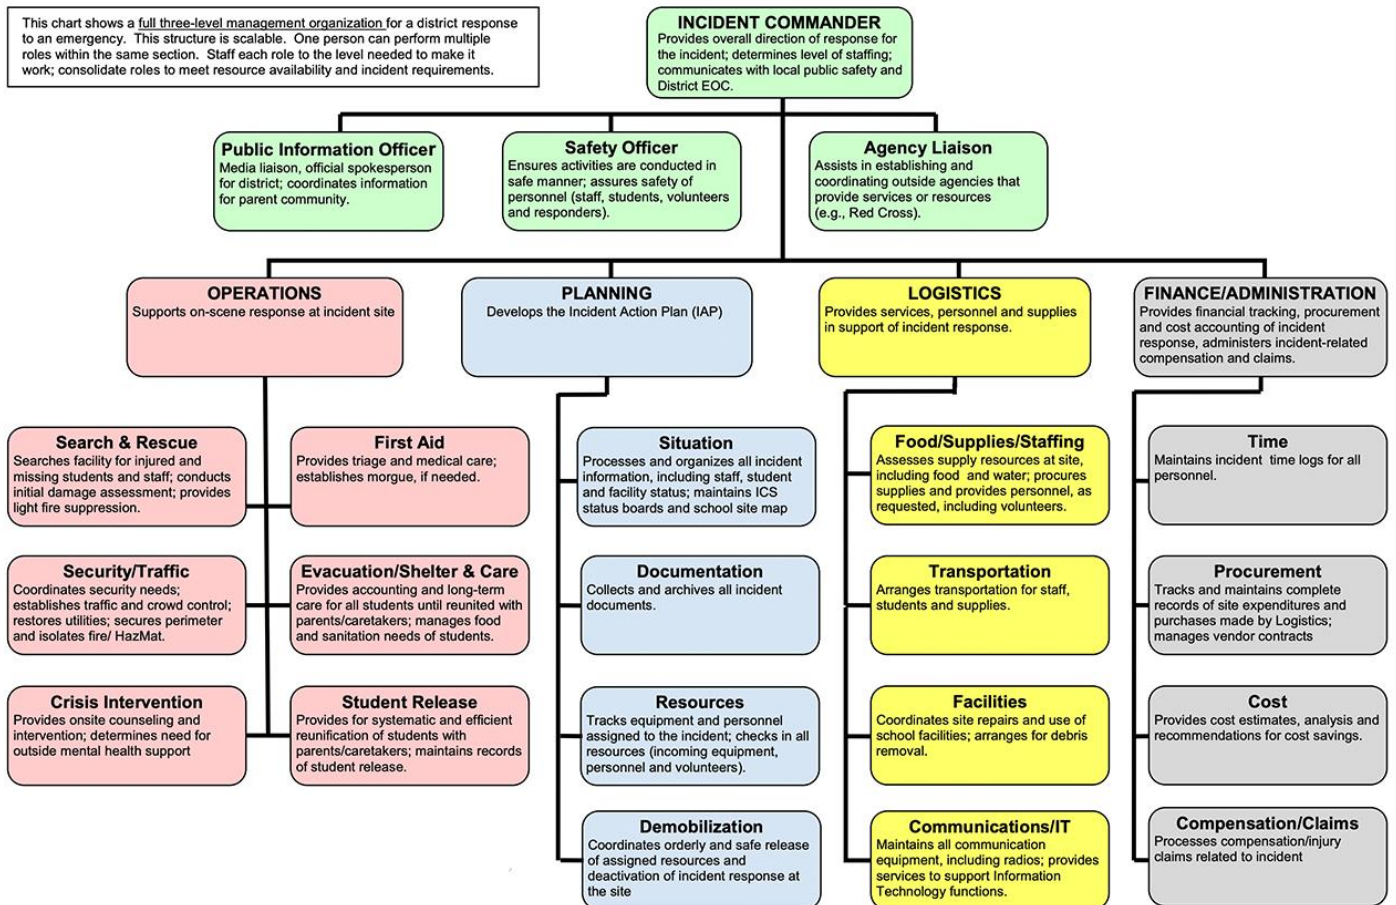 This chart shows a full three-level management organization for a district response
to an emergency.  This structure is scalable.  One person can perform multiple
roles within the same section.  Staff each role to the level needed to make it
work; consolidate roles to meet resource availability and incident requirements.
INCIDENT COMMANDER
Provides overall direction of response for
the incident; determines level of staffing;
communicates with local public safety and
District EOC.
Public Information Officer
Media liaison, official spokesperson
for district; coordinates information
for parent community.
Safety Officer
Ensures activities are conducted in
safe manner; assures safety of
personnel (staff, students, volunteers
and responders).
Agency Liaison
Assists in establishing and
coordinating outside agencies that
provide services or resources
(e.g., Red Cross).
OPERATIONS
Supports on-scene response at incident site
PLANNING
Develops the Incident Action Plan (IAP)
LOGISTICS
Provides services, personnel and supplies
in support of incident response.
FINANCE/ADMINISTRATION
Provides financial tracking, procurement
and cost accounting of incident
response, administers incident-related
compensation and claims.
Search & Rescue
Searches facility for injured and
missing students and staff; conducts
initial damage assessment; provides
light fire suppression.
First Aid
Provides triage and medical care;
establishes morgue, if needed.
Situation
Processes and organizes all incident
information, including staff, student
and facility status; maintains ICS
status boards and school site map
Food/Supplies/Staffing
Assesses supply resources at site,
including food  and water; procures
supplies and provides personnel, as
requested, including volunteers.
Time
Maintains incident  time logs for all
personnel.
Security/Traffic
Coordinates security needs;
establishes traffic and crowd control;
restores utilities; secures perimeter
and isolates fire/ HazMat.
Evacuation/Shelter & Care
Provides accounting and long-term
care for all students until reunited with
parents/caretakers; manages food
and sanitation needs of students.
Documentation
Collects and archives all incident
documents.
Transportation
Arranges transportation for staff,
students and supplies.
Procurement
Tracks and maintains complete
records of site expenditures and
purchases made by Logistics;
manages vendor contracts
Crisis Intervention
Provides onsite counseling and
intervention; determines need for
outside mental health support
Student Release
Provides for systematic and efficient
reunification of students with
parents/caretakers; maintains records
of student release.
Resources
Tracks equipment and personnel
assigned to the incident; checks in all
resources (incoming equipment,
personnel and volunteers).
Facilities
Coordinates site repairs and use of
school facilities; arranges for debris
removal.
Cost
Provides cost estimates, analysis and
recommendations for cost savings.
Demobilization
Coordinates orderly and safe release
of assigned resources and
deactivation of incident response at
the site
Communications/IT
Maintains all communication
equipment, including radios; provides
services to support Information
Technology functions.
Compensation/Claims
Processes compensation/injury
claims related to incident